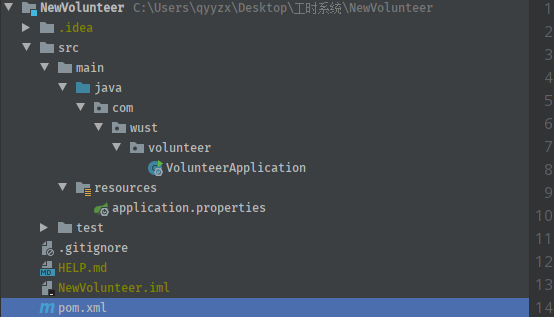 NewVolunteer C:\Users\qyyzx\Desktop\工时系统\NewVolunteer
.idea
src
main
java
com
wust
volunteer
VolunteerApplication
resources
application.properties
test
.gitignore
MD HELP.md
NewVolunteer.iml
m pom.xml
1
2
3
4
5
6
7
8
9
10
11
12
13
14